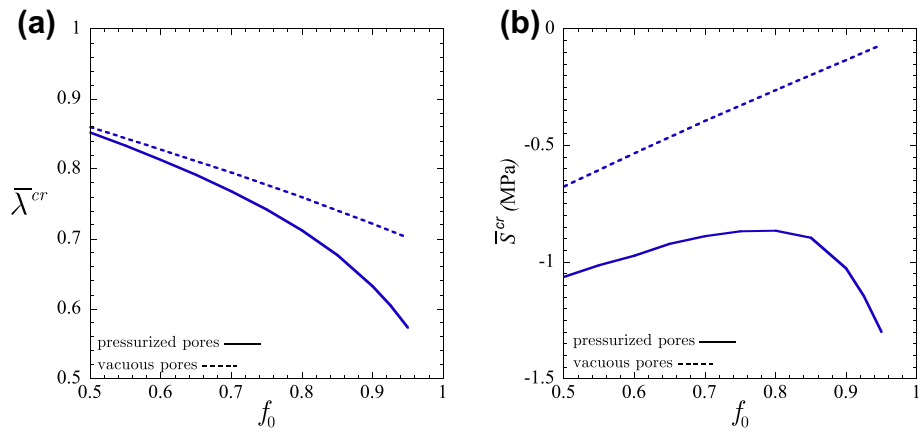 (a)
1
0.9
0.8
0.7
0.6
0.5
λ̅^cr
pressurized pores
vacuous pores
0.5 0.6 0.7 0.8 0.9 1
f₀
(b)
0
-0.5
-1
-1.5
S̅^cr (MPa)
pressurized pores
vacuous pores
0.5 0.6 0.7 0.8 0.9 1
f₀